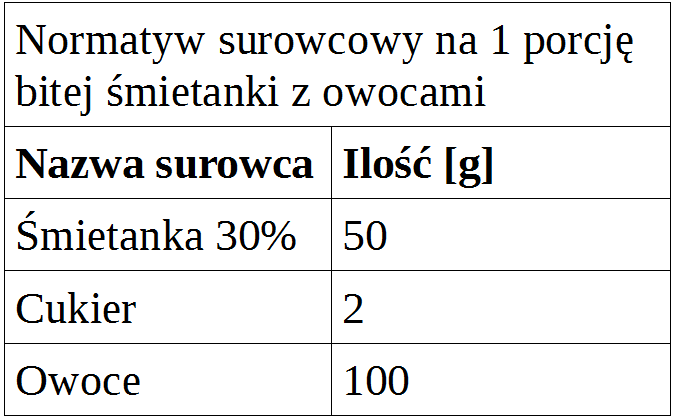 Normatyw surowcowy na 1 porcję
bitej śmietanki z owocami
Nazwa surowca Ilość [g]
Śmietanka 30% 50
Cukier 2
Owoce 100